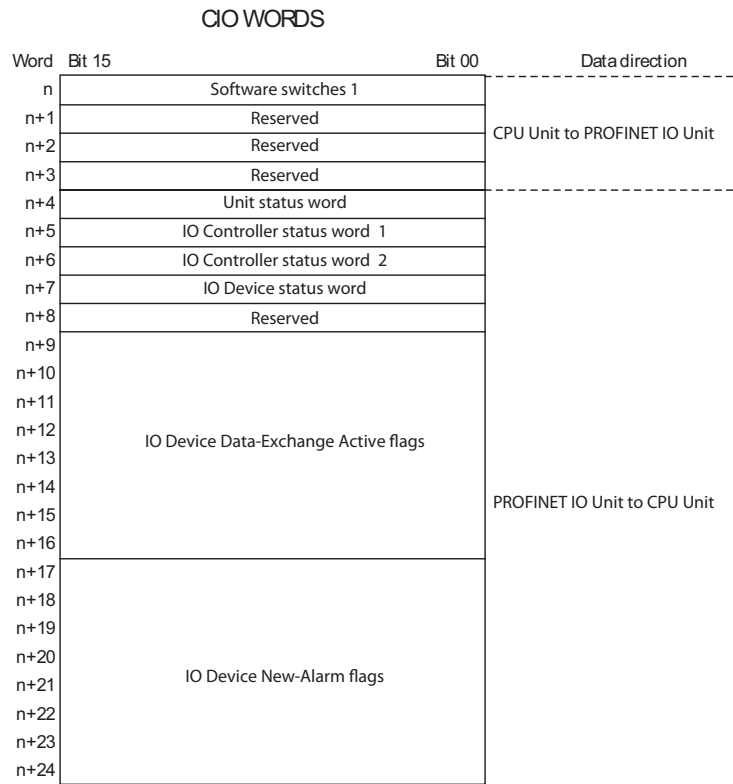 CIO WORDS
Word Bit 15 Bit 00 Data direction
n Software switches 1
n+1 Reserved
CPU Unit to PROFINET IO Unit
n+2 Reserved
n+3 Reserved
n+4 Unit status word
n+5 IO Controller status word 1
n+6 IO Controller status word 2
n+7 IO Device status word
n+8 Reserved
n+9
n+10
n+11
n+12 IO Device Data-Exchange Active flags
n+13
n+14
n+15 PROFINET IO Unit to CPU Unit
n+16
n+17
n+18
n+19
n+20
IO Device New-Alarm flags
n+21
n+22
n+23
n+24